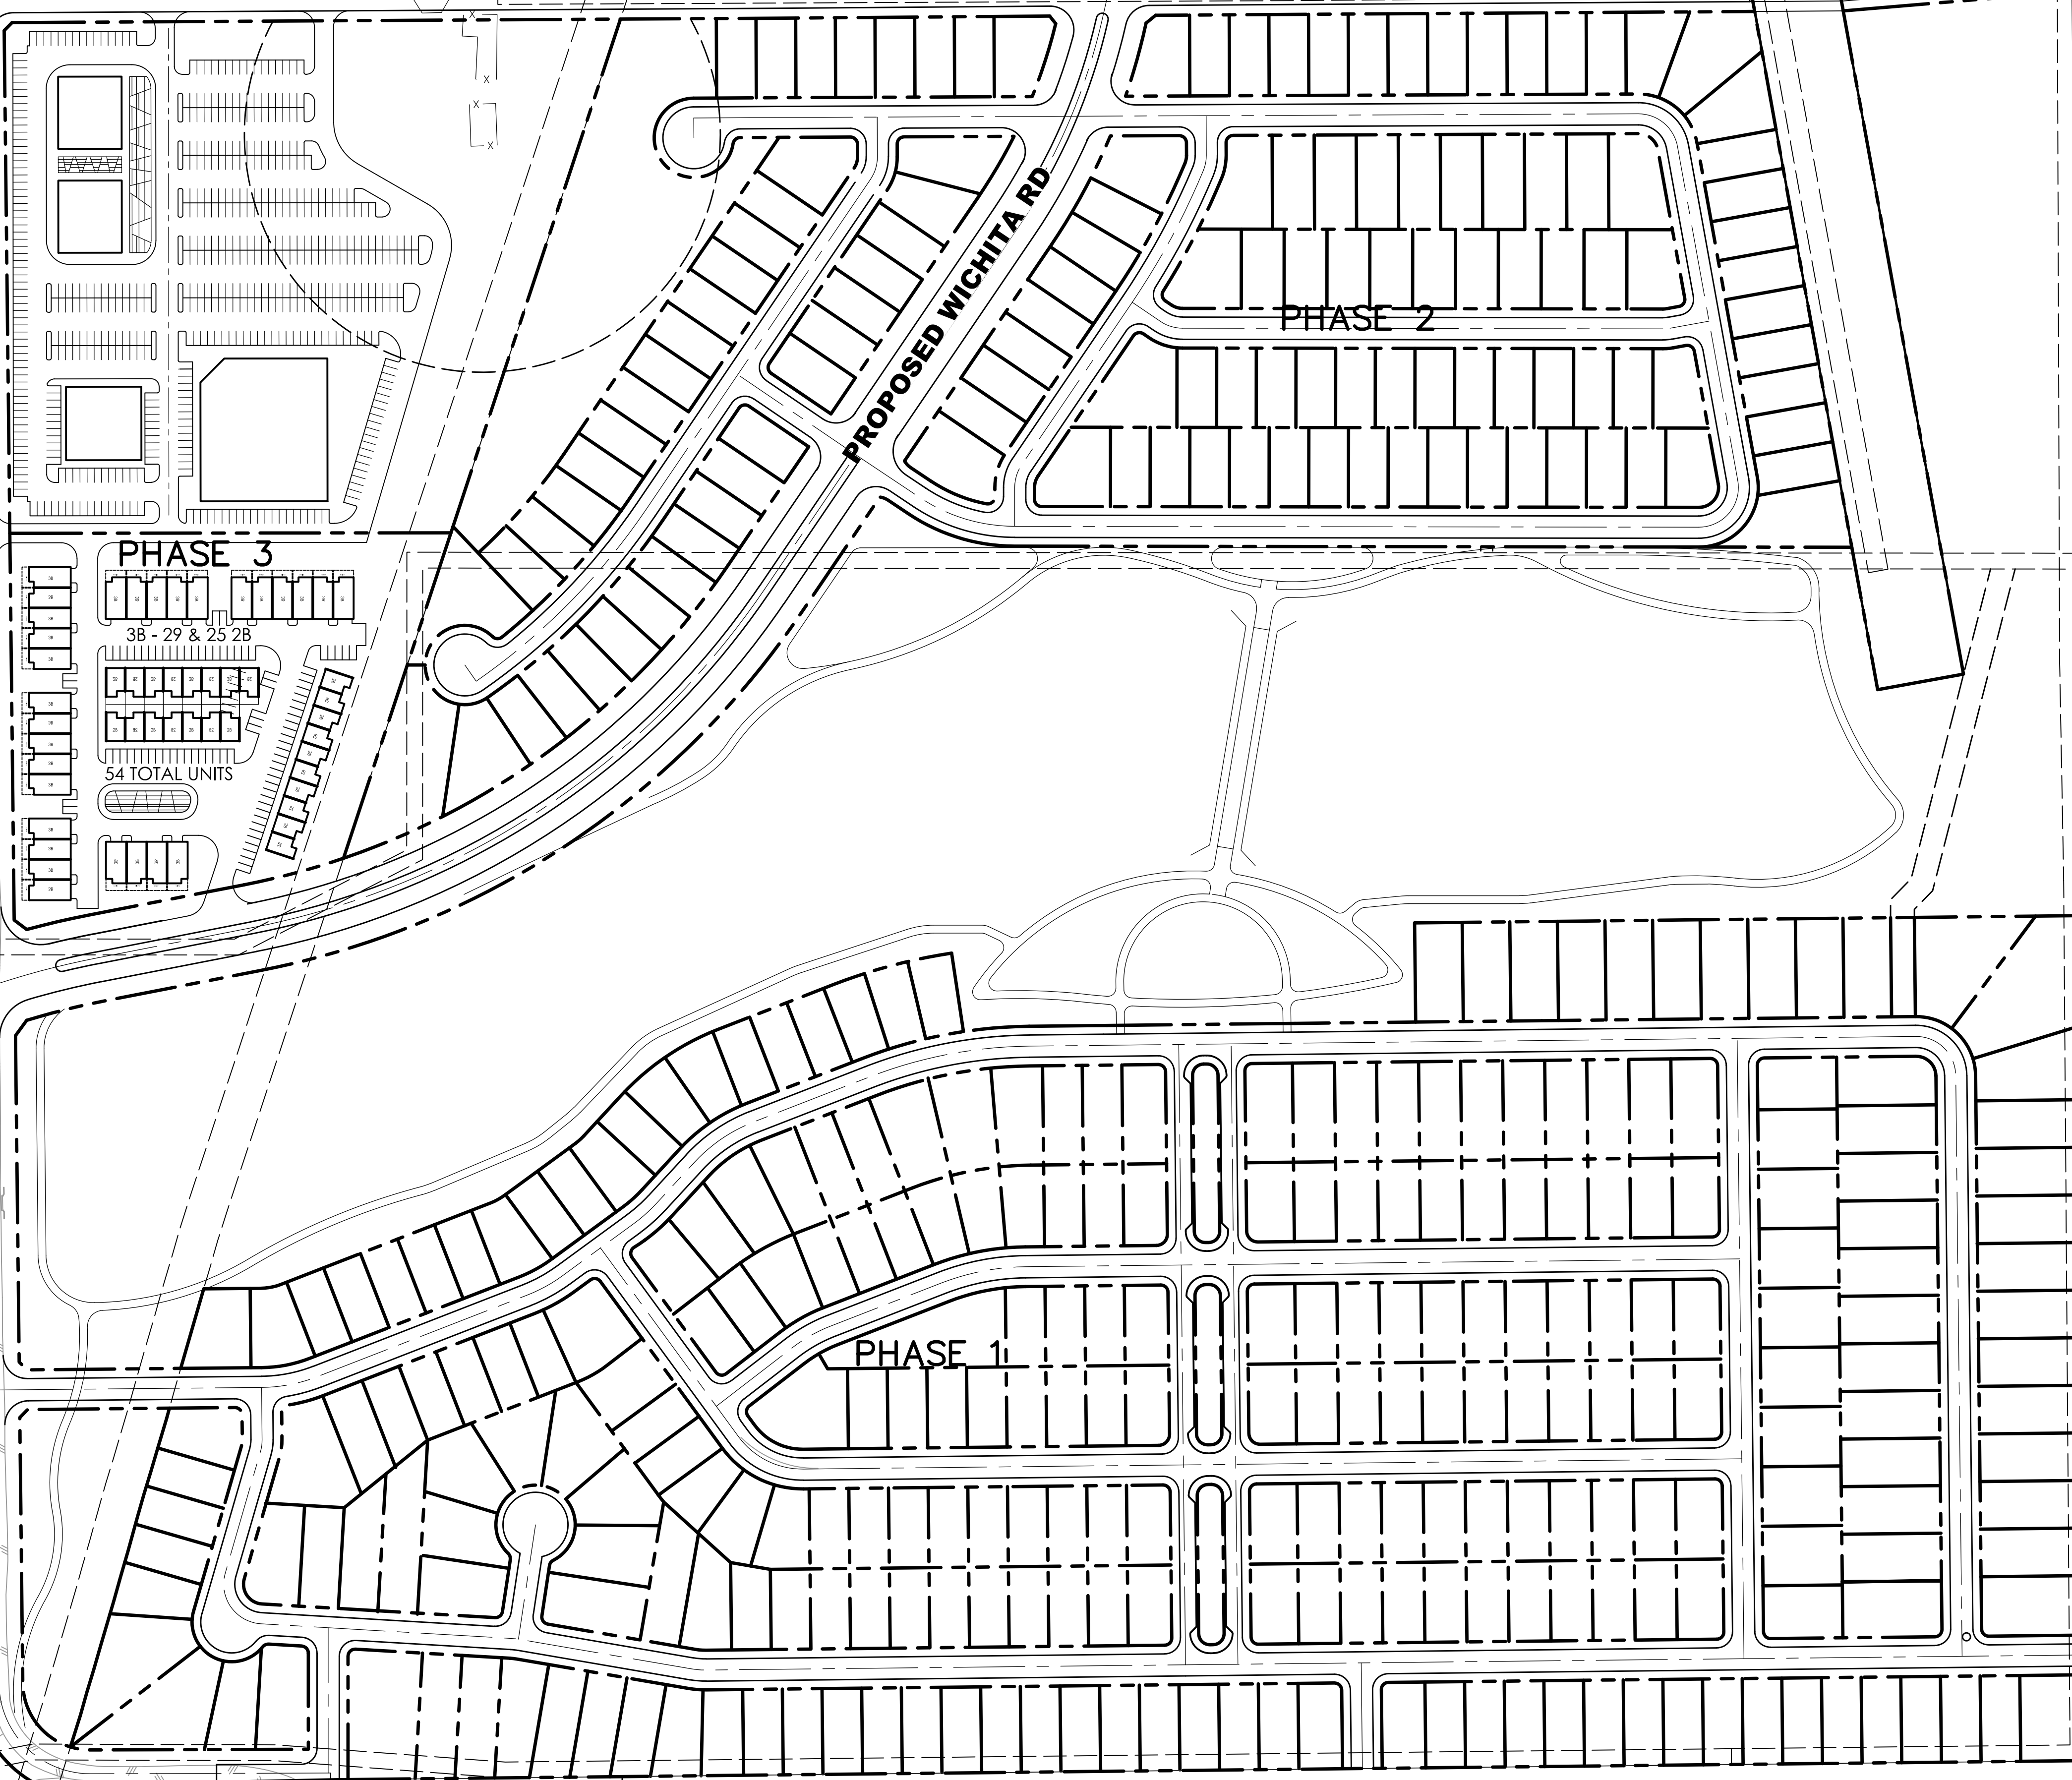 PROPOSED WICHITA RD
PHASE 2
PHASE 3
3B - 29 & 25 2B
54 TOTAL UNITS
PHASE 1